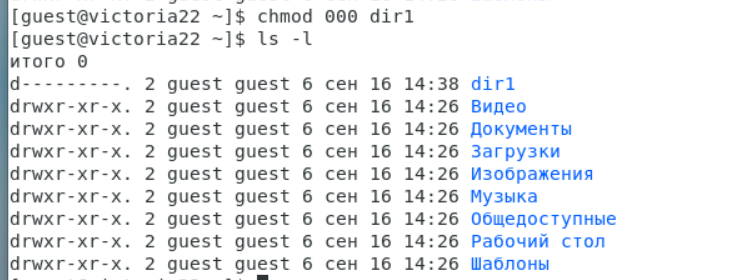 [guest@victoria22 ~]$ chmod 000 dir1
[guest@victoria22 ~]$ ls -l
итого 0
d---------. 2 guest guest 6 сен 16 14:38 dir1
drwxr-xr-x. 2 guest guest 6 сен 16 14:26 Видео
drwxr-xr-x. 2 guest guest 6 сен 16 14:26 Документы
drwxr-xr-x. 2 guest guest 6 сен 16 14:26 Загрузки
drwxr-xr-x. 2 guest guest 6 сен 16 14:26 Изображения
drwxr-xr-x. 2 guest guest 6 сен 16 14:26 Музыка
drwxr-xr-x. 2 guest guest 6 сен 16 14:26 Общедоступные
drwxr-xr-x. 2 guest guest 6 сен 16 14:26 Рабочий стол
drwxr-xr-x. 2 guest guest 6 сен 16 14:26 Шаблоны